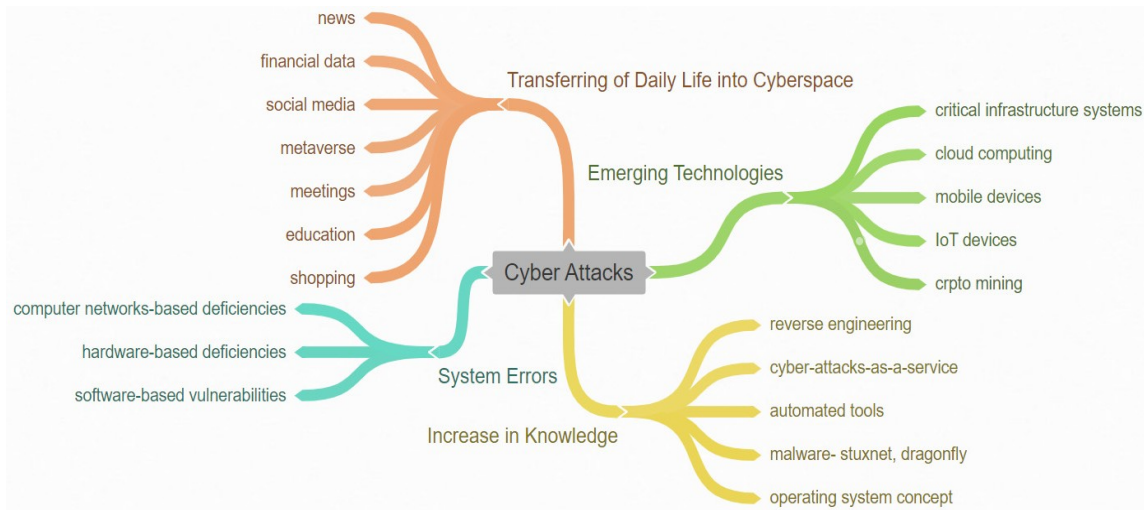 news
financial data
social media
metaverse
meetings
education
shopping
Transferring of Daily Life into Cyberspace
Emerging Technologies
critical infrastructure systems
cloud computing
mobile devices
IoT devices
crpto mining
Cyber Attacks
computer networks-based deficiencies
hardware-based deficiencies
software-based vulnerabilities
System Errors
Increase in Knowledge
reverse engineering
cyber-attacks-as-a-service
automated tools
malware- stuxnet, dragonfly
operating system concept